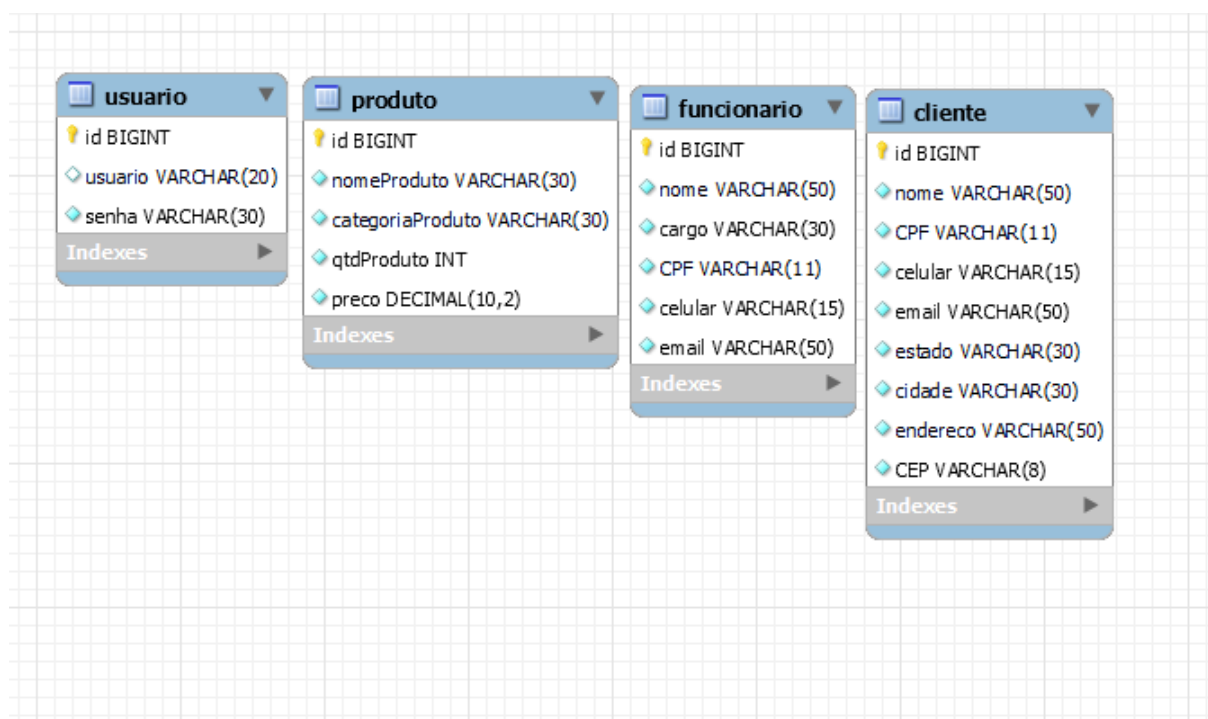 usuario
id BIGINT
usuario VARCHAR(20)
senha VARCHAR(30)
Indexes
produto
id BIGINT
nomeProduto VARCHAR(30)
categoriaProduto VARCHAR(30)
qtdProduto INT
preco DECIMAL(10,2)
Indexes
funcionario
id BIGINT
nome VARCHAR(50)
cargo VARCHAR(30)
CPF VARCHAR(11)
celular VARCHAR(15)
email VARCHAR(50)
Indexes
cliente
id BIGINT
nome VARCHAR(50)
CPF VARCHAR(11)
celular VARCHAR(15)
email VARCHAR(50)
estado VARCHAR(30)
cidade VARCHAR(30)
endereco VARCHAR(50)
CEP VARCHAR(8)
Indexes